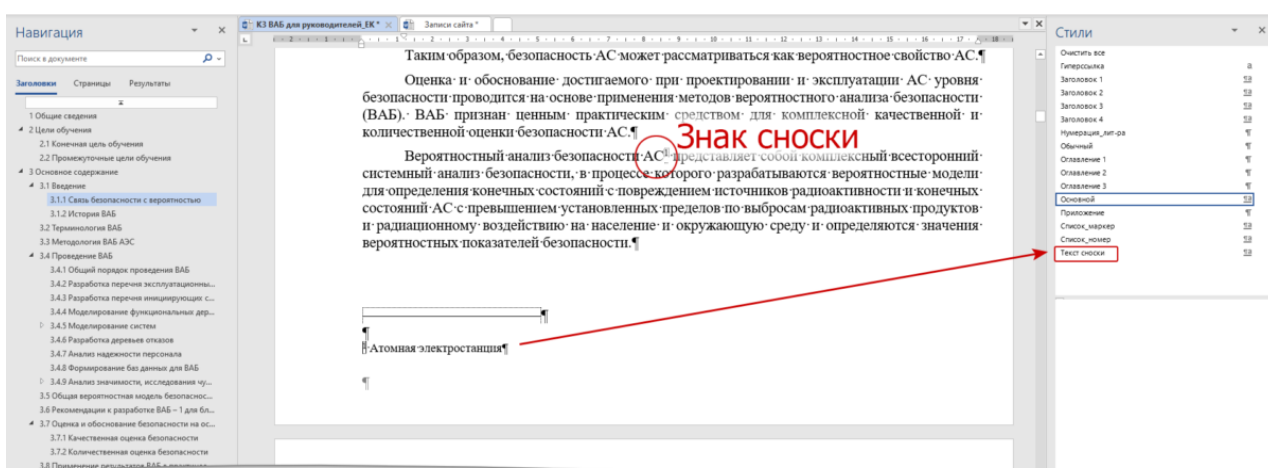 Навигация
Поиск в документе
Заголовки Страницы Результаты
1 Общие сведения
2 Цели обучения
2.1 Конечная цель обучения
2.2 Промежуточные цели обучения
3 Основное содержание
3.1 Введение
3.1.1 Связь безопасности с вероятностью
3.1.2 История ВАБ
3.2 Терминология ВАБ
3.3 Методология ВАБ АЭС
3.4 Проведение ВАБ
3.4.1 Общий порядок проведения ВАБ
3.4.2 Разработка перечня эксплуатационны...
3.4.3 Разработка перечня инициирующих с...
3.4.4 Моделирование функциональных дер...
3.4.5 Моделирование систем
3.4.6 Разработка деревьев отказов
3.4.7 Анализ надежности персонала
3.4.8 Формирование баз данных для ВАБ
3.4.9 Анализ значимости, исследования чу...
3.5 Общая вероятностная модель безопаснос...
3.6 Рекомендации к разработке ВАБ – 1 для бл...
3.7 Оценка и обоснование безопасности на ос...
3.7.1 Качественная оценка безопасности
3.7.2 Количественная оценка безопасности
3.8 Применение результатов ВАБ в
КЗ ВАБ для руководителей_ЕК *
Записи сайта *
Таким образом, безопасность АС может рассматриваться как вероятностное свойство АС.¶
Оценка и обоснование достигаемого при проектировании и эксплуатации АС уровня
безопасности проводится на основе применения методов вероятностного анализа безопасности
(ВАБ). ВАБ признан ценным практическим средством для комплексной качественной и
количественной оценки безопасности АС.¶
Знак сноски
Вероятностный анализ безопасности АС1 представляет собой комплексный всесторонний
системный анализ безопасности, в процессе которого разрабатываются вероятностные модели
для определения конечных состояний с повреждением источников радиоактивности и конечных
состояний АС с превышением установленных пределов по выбросам радиоактивных продуктов
и радиационному воздействию на население и окружающую среду и определяются значения
вероятностных показателей безопасности.¶
¶
¶
1 Атомная электростанция¶
¶
Стили
Очистить все
Гиперссылка a
Заголовок 1 ¶a
Заголовок 2 ¶a
Заголовок 3 ¶a
Заголовок 4 ¶a
Нумерация_лит-ра ¶
Обычный ¶
Оглавление 1 ¶
Оглавление 2 ¶
Оглавление 3 ¶
Основной ¶a
Приложение ¶
Список_маркер ¶a
Список_номер ¶a
Текст сноски ¶a